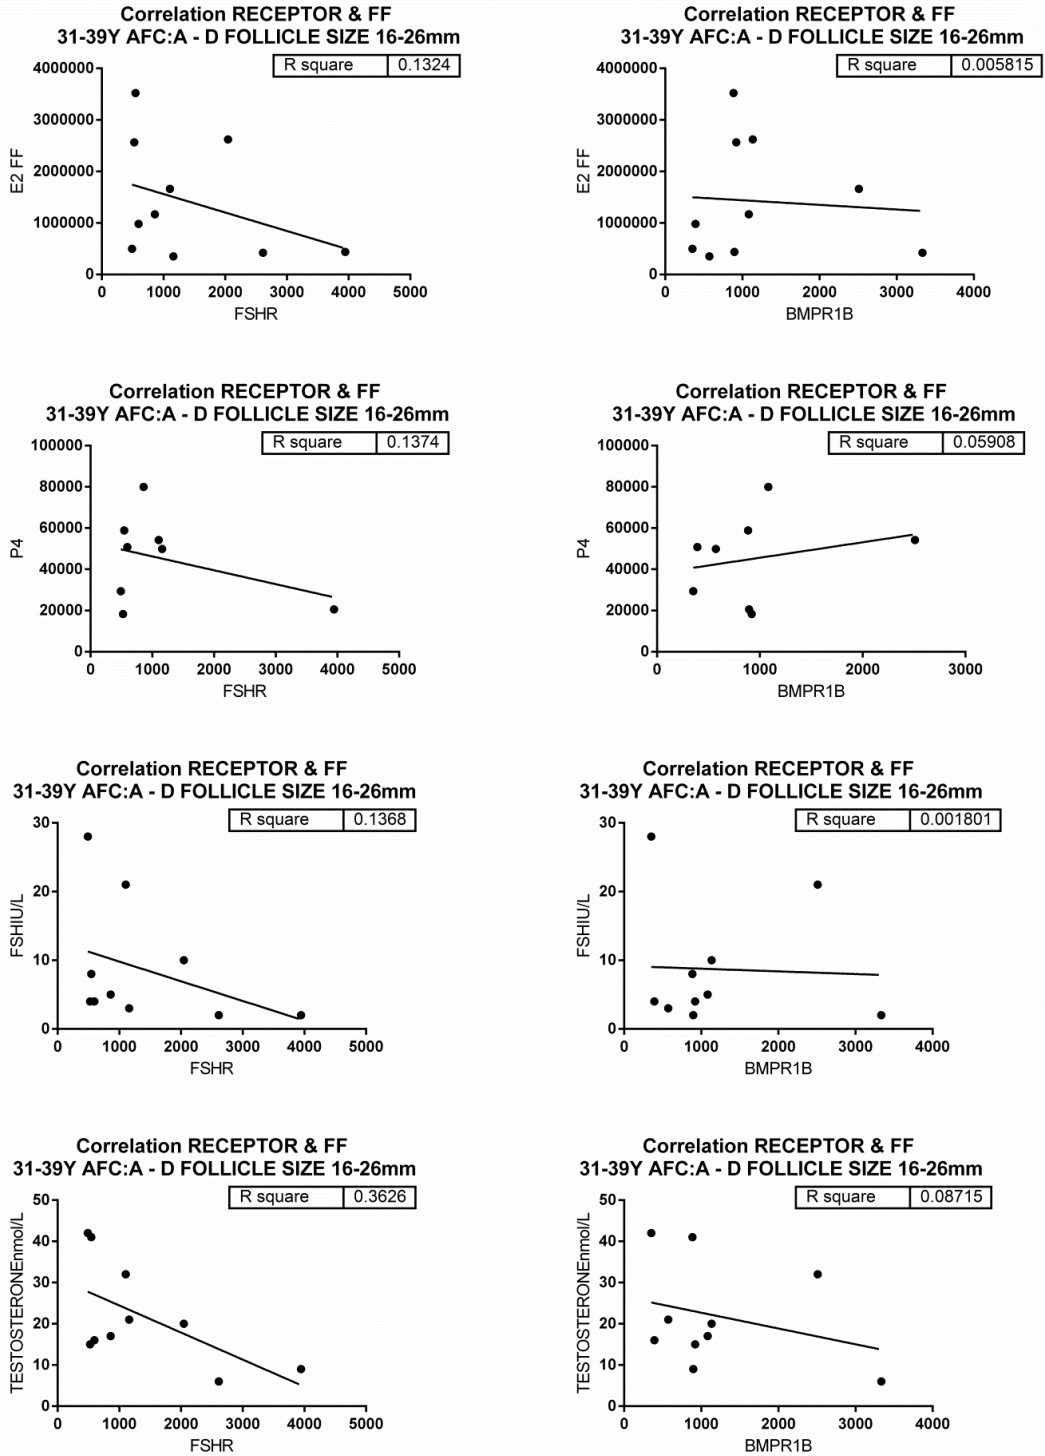 Correlation RECEPTOR & FF
31-39Y AFC:A - D FOLLICLE SIZE 16-26mm
R square 0.1324
4000000
3000000
2000000
1000000
0
E2 FF
0 1000 2000 3000 4000 5000
FSHR
Correlation RECEPTOR & FF
31-39Y AFC:A - D FOLLICLE SIZE 16-26mm
R square 0.005815
4000000
3000000
2000000
1000000
0
E2 FF
0 1000 2000 3000 4000
BMPR1B
Correlation RECEPTOR & FF
31-39Y AFC:A - D FOLLICLE SIZE 16-26mm
R square 0.1374
100000
80000
60000
40000
20000
0
P4
0 1000 2000 3000 4000 5000
FSHR
Correlation RECEPTOR & FF
31-39Y AFC:A - D FOLLICLE SIZE 16-26mm
R square 0.05908
100000
80000
60000
40000
20000
0
P4
0 1000 2000 3000
BMPR1B
Correlation RECEPTOR & FF
31-39Y AFC:A - D FOLLICLE SIZE 16-26mm
R square 0.1368
30
20
10
0
FSHIU/L
0 1000 2000 3000 4000 5000
FSHR
Correlation RECEPTOR & FF
31-39Y AFC:A - D FOLLICLE SIZE 16-26mm
R square 0.001801
30
20
10
0
FSHIU/L
0 1000 2000 3000 4000
BMPR1B
Correlation RECEPTOR & FF
31-39Y AFC:A - D FOLLICLE SIZE 16-26mm
R square 0.3626
50
40
30
20
10
0
TESTOSTERONEnmol/L
0 1000 2000 3000 4000 5000
FSHR
Correlation RECEPTOR & FF
31-39Y AFC:A - D FOLLICLE SIZE 16-26mm
R square 0.08715
50
40
30
20
10
0
TESTOSTERONEnmol/L
0 1000 2000 3000 4000
BMPR1B